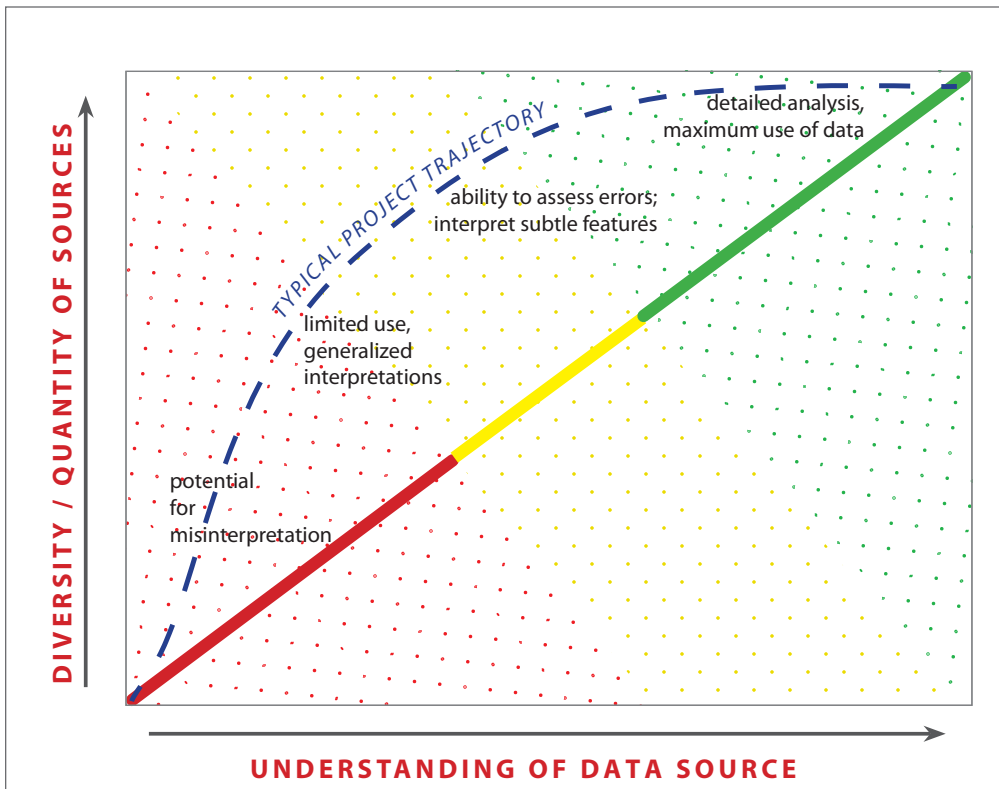 DIVERSITY / QUANTITY OF SOURCES
TYPICAL PROJECT TRAJECTORY
detailed analysis,
maximum use of data
ability to assess errors;
interpret subtle features
limited use,
generalized
interpretations
potential
for
misinterpretation
UNDERSTANDING OF DATA SOURCE